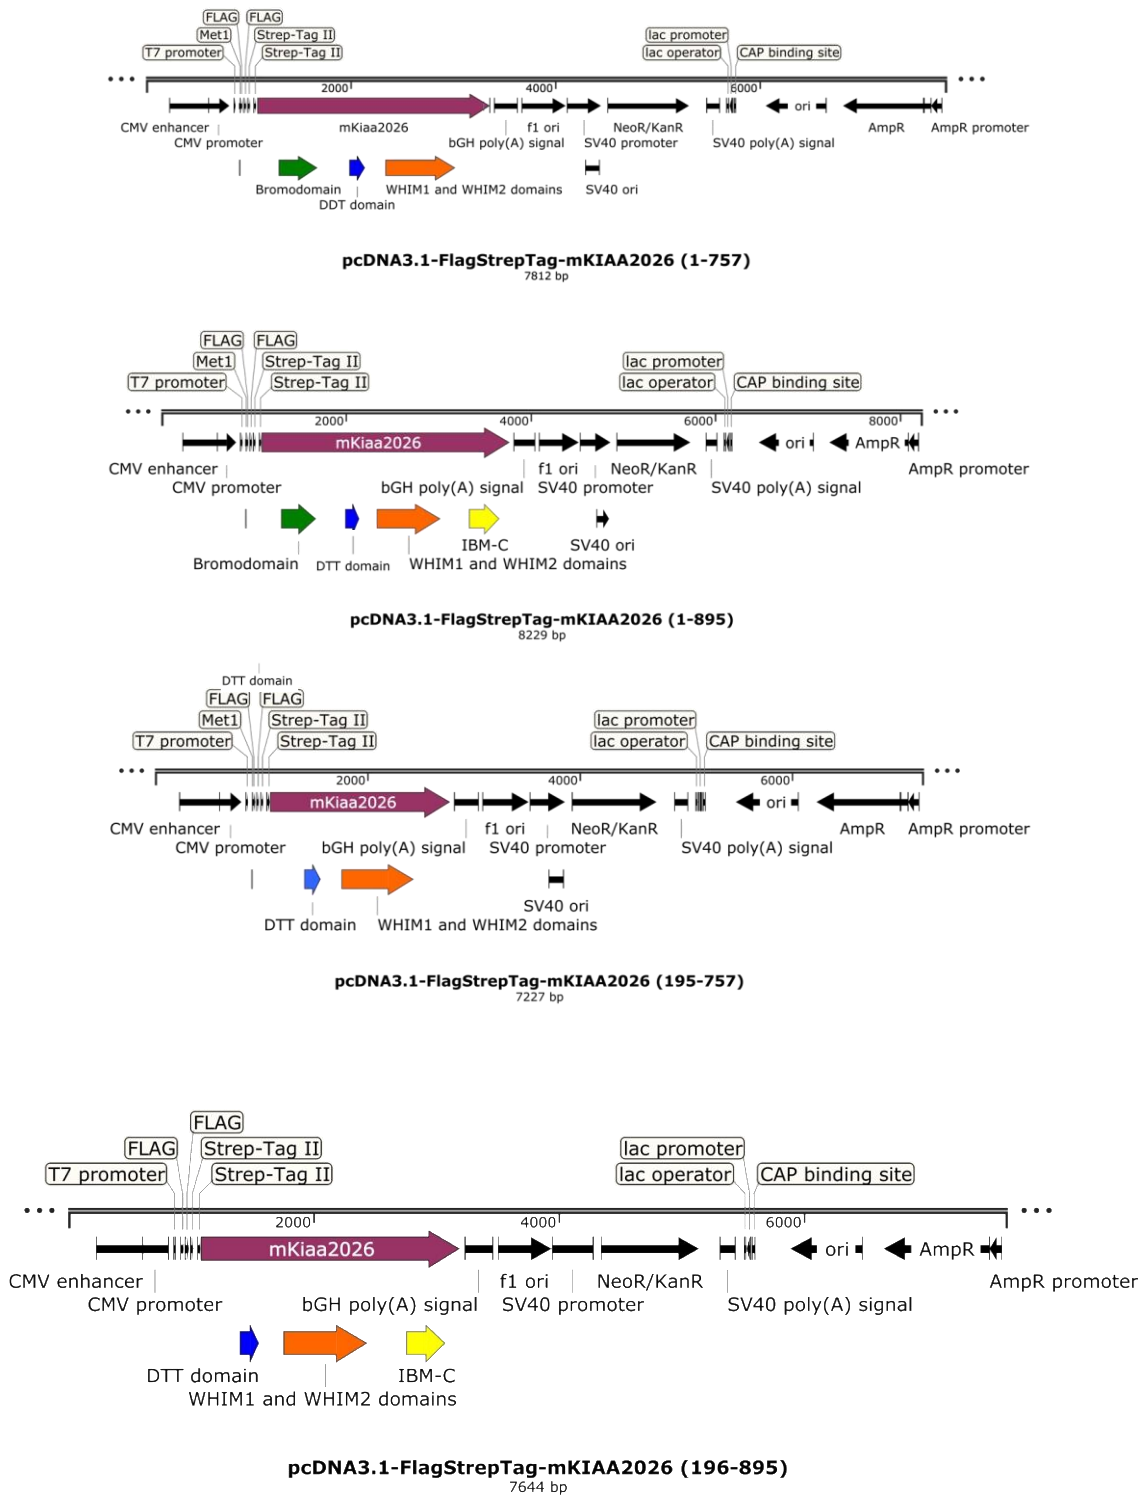 FLAG FLAG
Met1 Strep-Tag II lac promoter
T7 promoter Strep-Tag II lac operator CAP binding site
2000 4000 6000
ori
CMV enhancer mKiaa2026 f1 ori NeoR/KanR AmpR AmpR promoter
CMV promoter bGH poly(A) signal SV40 promoter SV40 poly(A) signal
Bromodomain WHIM1 and WHIM2 domains SV40 ori
DDT domain
pcDNA3.1-FlagStrepTag-mKIAA2026 (1-757)
7812 bp
FLAG FLAG
Met1 Strep-Tag II lac promoter
T7 promoter Strep-Tag II lac operator CAP binding site
2000 4000 6000 8000
mKiaa2026 ori AmpR
CMV enhancer f1 ori NeoR/KanR AmpR promoter
CMV promoter bGH poly(A) signal SV40 promoter SV40 poly(A) signal
IBM-C SV40 ori
Bromodomain DTT domain WHIM1 and WHIM2 domains
pcDNA3.1-FlagStrepTag-mKIAA2026 (1-895)
8229 bp
DTT domain
FLAG FLAG
Met1 Strep-Tag II lac promoter
T7 promoter Strep-Tag II lac operator CAP binding site
2000 4000 6000
mKiaa2026 ori
CMV enhancer f1 ori NeoR/KanR AmpR AmpR promoter
CMV promoter bGH poly(A) signal SV40 promoter SV40 poly(A) signal
SV40 ori
DTT domain WHIM1 and WHIM2 domains
pcDNA3.1-FlagStrepTag-mKIAA2026 (195-757)
7227 bp
FLAG
FLAG Strep-Tag II lac promoter
T7 promoter Strep-Tag II lac operator CAP binding site
2000 4000 6000
mKiaa2026 ori AmpR
CMV enhancer f1 ori NeoR/KanR AmpR promoter
CMV promoter bGH poly(A) signal SV40 promoter SV40 poly(A) signal
DTT domain IBM-C
WHIM1 and WHIM2 domains
pcDNA3.1-FlagStrepTag-mKIAA2026 (196-895)
7644 bp